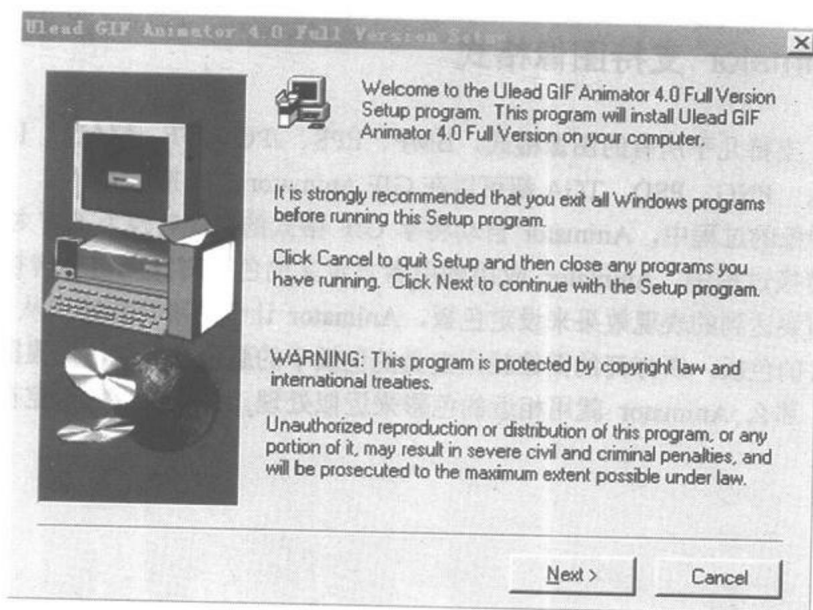 Ulead GIF Animator 4.0 Full Version Setup
Welcome to the Ulead GIF Animator 4.0 Full Version
Setup program. This program will install Ulead GIF
Animator 4.0 Full Version on your computer.
It is strongly recommended that you exit all Windows programs
before running this Setup program.
Click Cancel to quit Setup and then close any programs you
have running. Click Next to continue with the Setup program.
WARNING: This program is protected by copyright law and
international treaties.
Unauthorized reproduction or distribution of this program, or any
portion of it, may result in severe civil and criminal penalties, and
will be prosecuted to the maximum extent possible under law.
Next >
Cancel